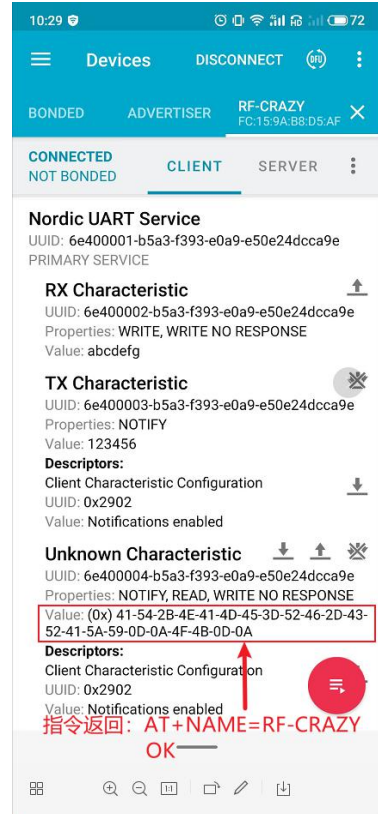 10:29
72
Devices
DISCONNECT
DFU
BONDED
ADVERTISER
RF-CRAZY
FC:15:9A:B8:D5:AF
CONNECTED
NOT BONDED
CLIENT
SERVER
Nordic UART Service
UUID: 6e400001-b5a3-f393-e0a9-e50e24dcca9e
PRIMARY SERVICE
RX Characteristic
UUID: 6e400002-b5a3-f393-e0a9-e50e24dcca9e
Properties: WRITE, WRITE NO RESPONSE
Value: abcdefg
TX Characteristic
UUID: 6e400003-b5a3-f393-e0a9-e50e24dcca9e
Properties: NOTIFY
Value: 123456
Descriptors:
Client Characteristic Configuration
UUID: 0x2902
Value: Notifications enabled
Unknown Characteristic
UUID: 6e400004-b5a3-f393-e0a9-e50e24dcca9e
Properties: NOTIFY, READ, WRITE NO RESPONSE
Value: (0x) 41-54-2B-4E-41-4D-45-3D-52-46-2D-43-
52-41-5A-59-0D-0A-4F-4B-0D-0A
Descriptors:
Client Characteristic Configuration
UUID: 0x2902
Value: Notifications enabled
指令返回：AT+NAME=RF-CRAZY
OK
1:1